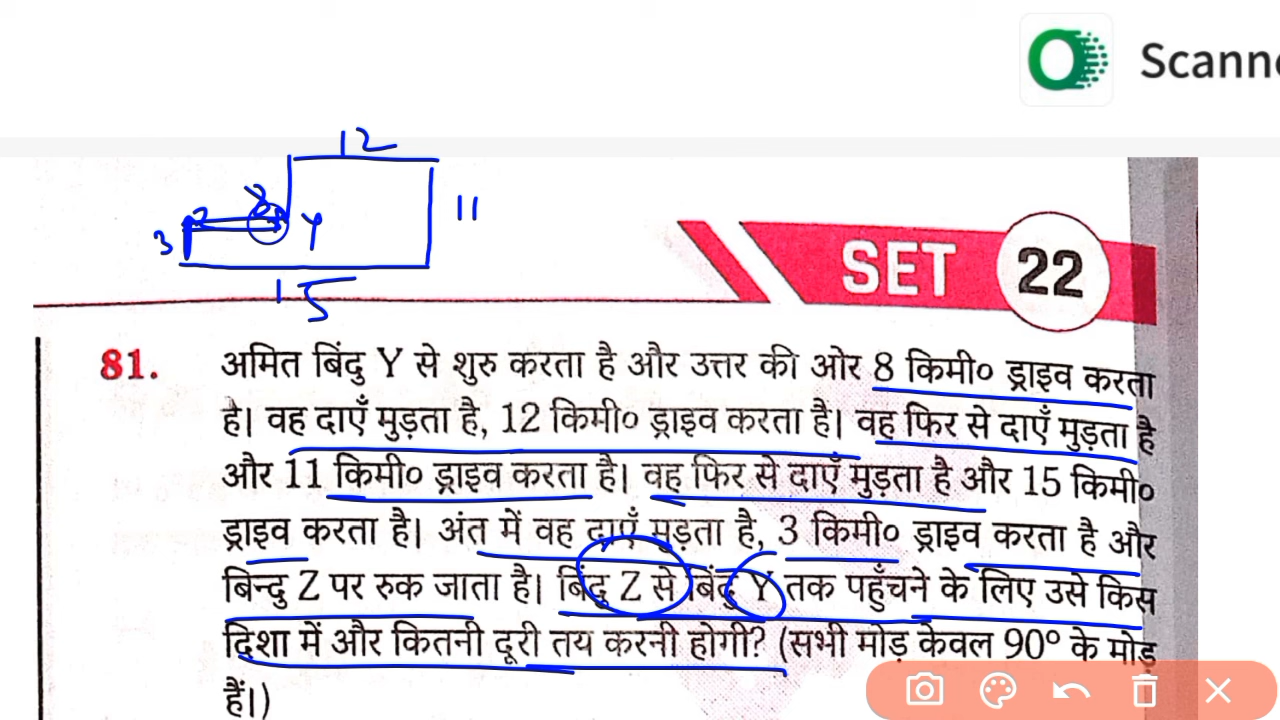 Scann
12
8
Y
11
3
15
SET 22
81. अमित बिंदु Y से शुरु करता है और उत्तर की ओर 8 किमी० ड्राइव करता
है। वह दाएँ मुड़ता है, 12 किमी० ड्राइव करता है। वह फिर से दाएँ मुड़ता है
और 11 किमी० ड्राइव करता है। वह फिर से दाएँ मुड़ता है और 15 किमी०
ड्राइव करता है। अंत में वह दाएँ मुड़ता है, 3 किमी० ड्राइव करता है और
बिन्दु Z पर रुक जाता है। बिंदु Z से बिंदु Y तक पहुँचने के लिए उसे किस
दिशा में और कितनी दूरी तय करनी होगी? (सभी मोड़ केवल 90° के मोड़
हैं।)